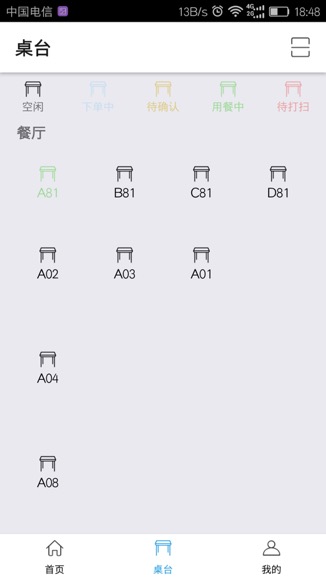 中国电信 13B/s 4G 2G 18:48
桌台
空闲 下单中 待确认 用餐中 待打扫
餐厅
A81 B81 C81 D81
A02 A03 A01
A04
A08
首页 桌台 我的